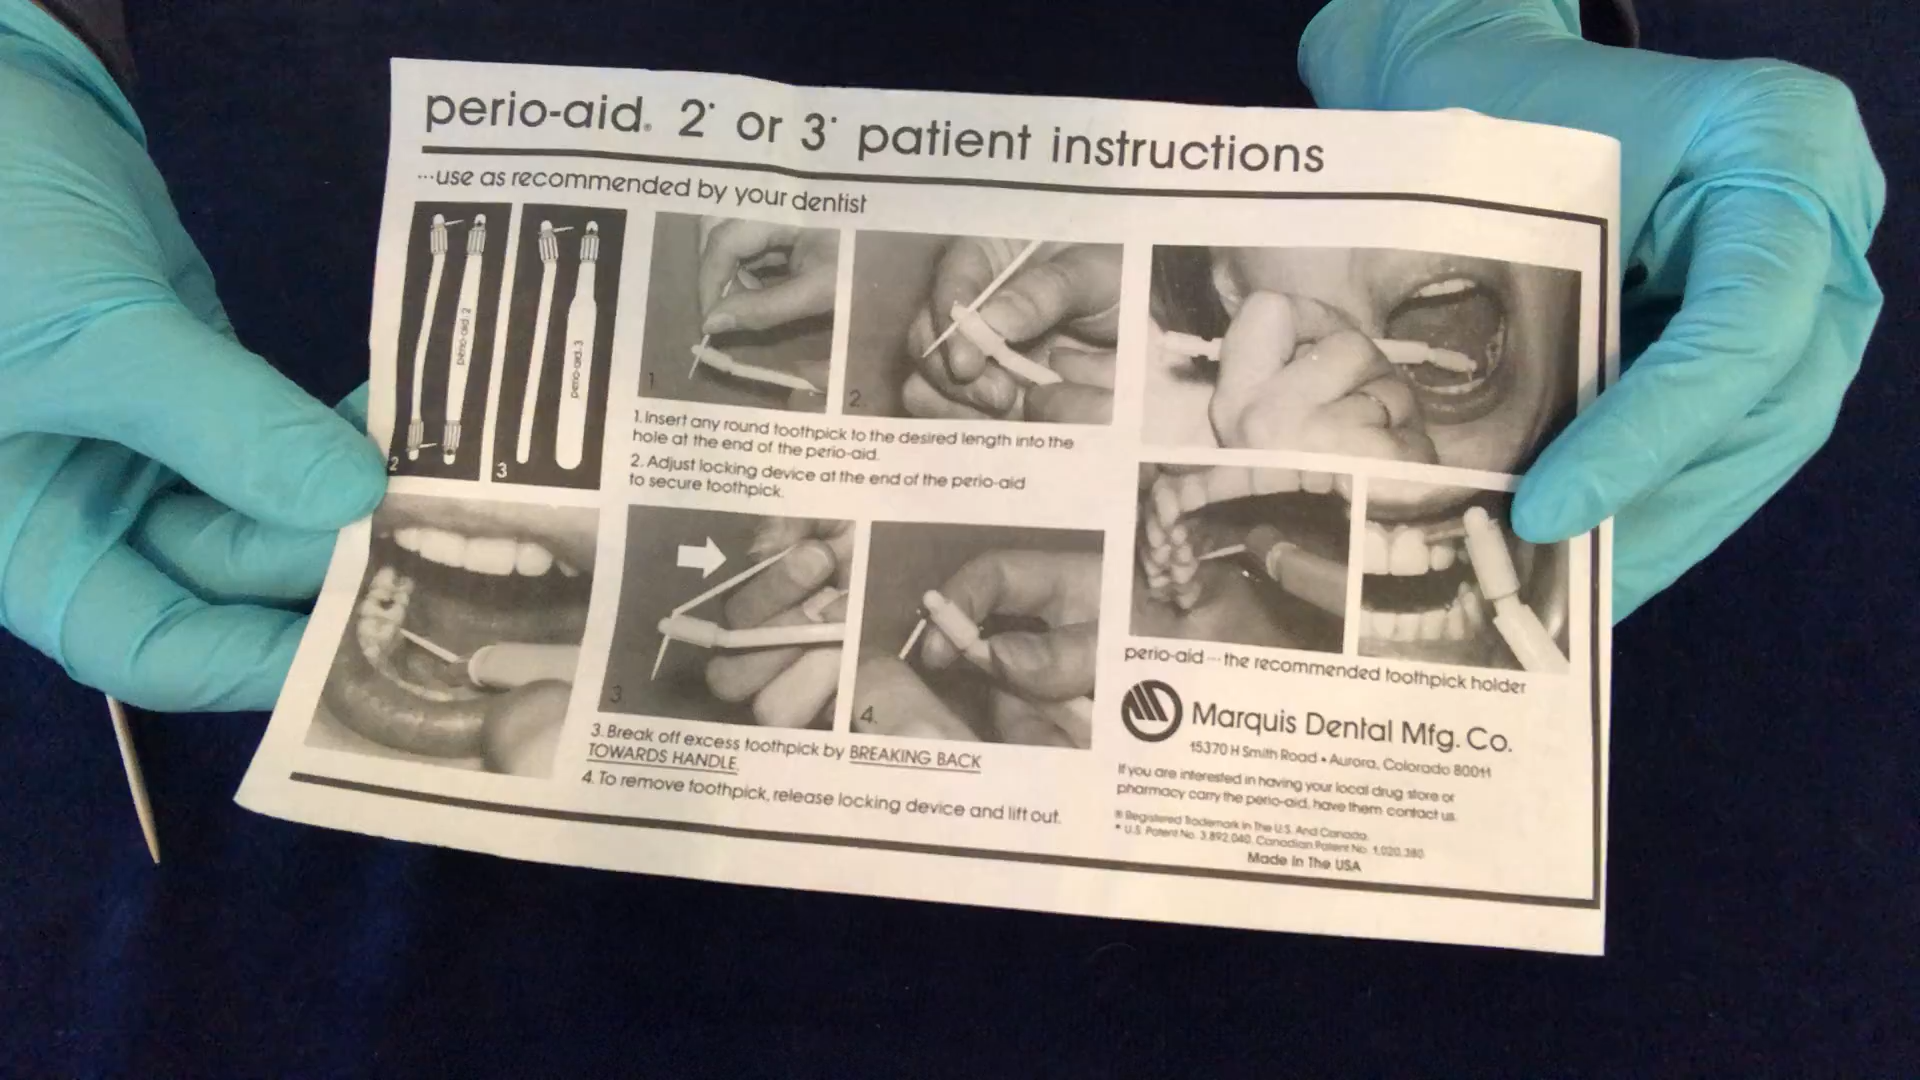 perio-aid® 2* or 3* patient instructions
...use as recommended by your dentist
perio-aid. 2
perio-aid. 3
2
3
1
2.
1. Insert any round toothpick to the desired length into the
hole at the end of the perio-aid.
2. Adjust locking device at the end of the perio-aid
to secure toothpick.
3
4.
3. Break off excess toothpick by BREAKING BACK
TOWARDS HANDLE.
4. To remove toothpick, release locking device and lift out.
perio-aid ... the recommended toothpick holder
Marquis Dental Mfg. Co.
15370 H Smith Road • Aurora, Colorado 80011
If you are interested in having your local drug store or
pharmacy carry the perio-aid, have them contact us.
® Registered Trademark in The U.S. And Canada.
* U.S. Patent No. 3,892,040. Canadian Patent No. 1,020,380
Made In The USA